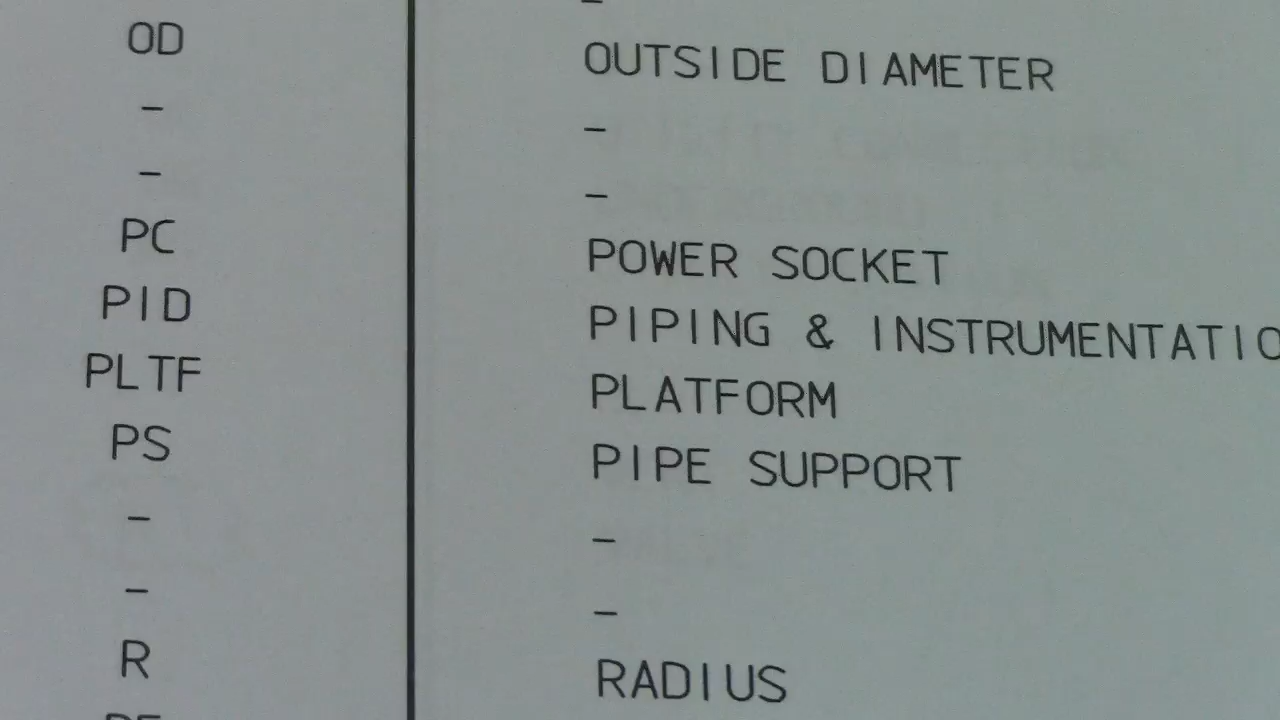 OD OUTSIDE DIAMETER
- -
- -
PC POWER SOCKET
PID PIPING & INSTRUMENTATIO
PLTF PLATFORM
PS PIPE SUPPORT
- -
- -
R RADIUS